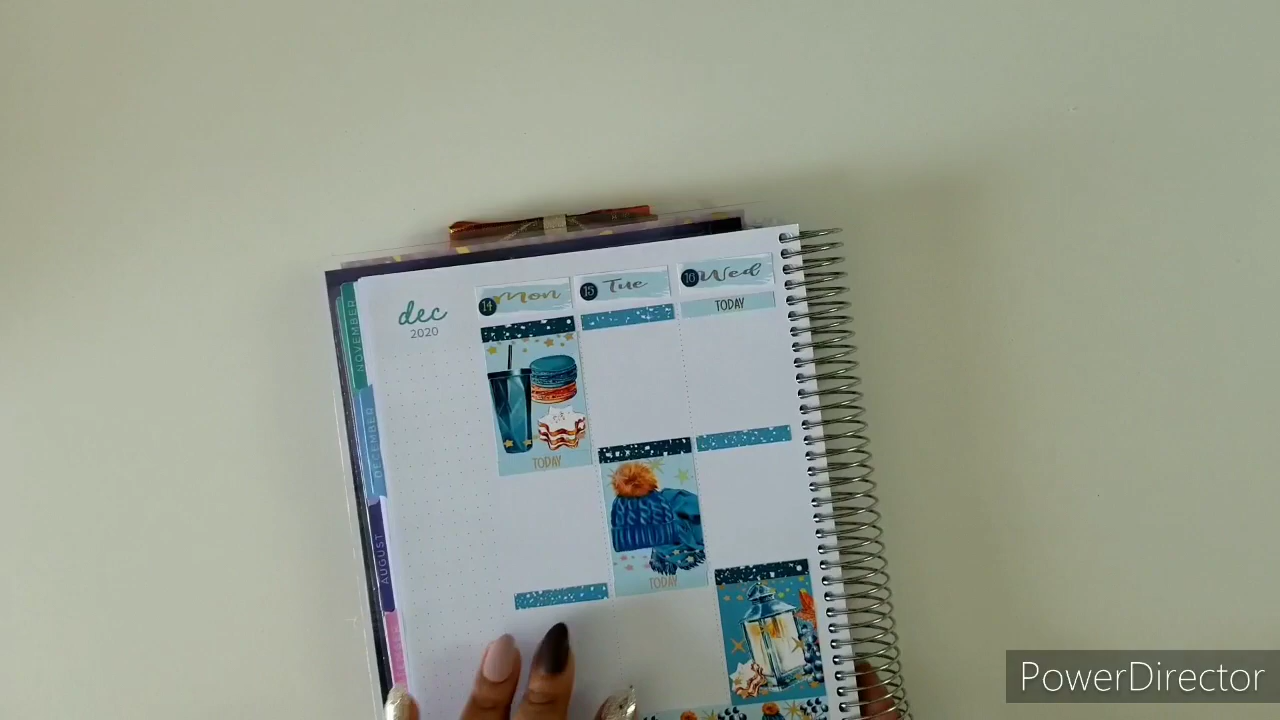 dec
2020
14 Mon
15 Tue
16 Wed
TODAY
TODAY
TODAY
NOVEMBER
DECEMBER
AUGUST
PowerDirector